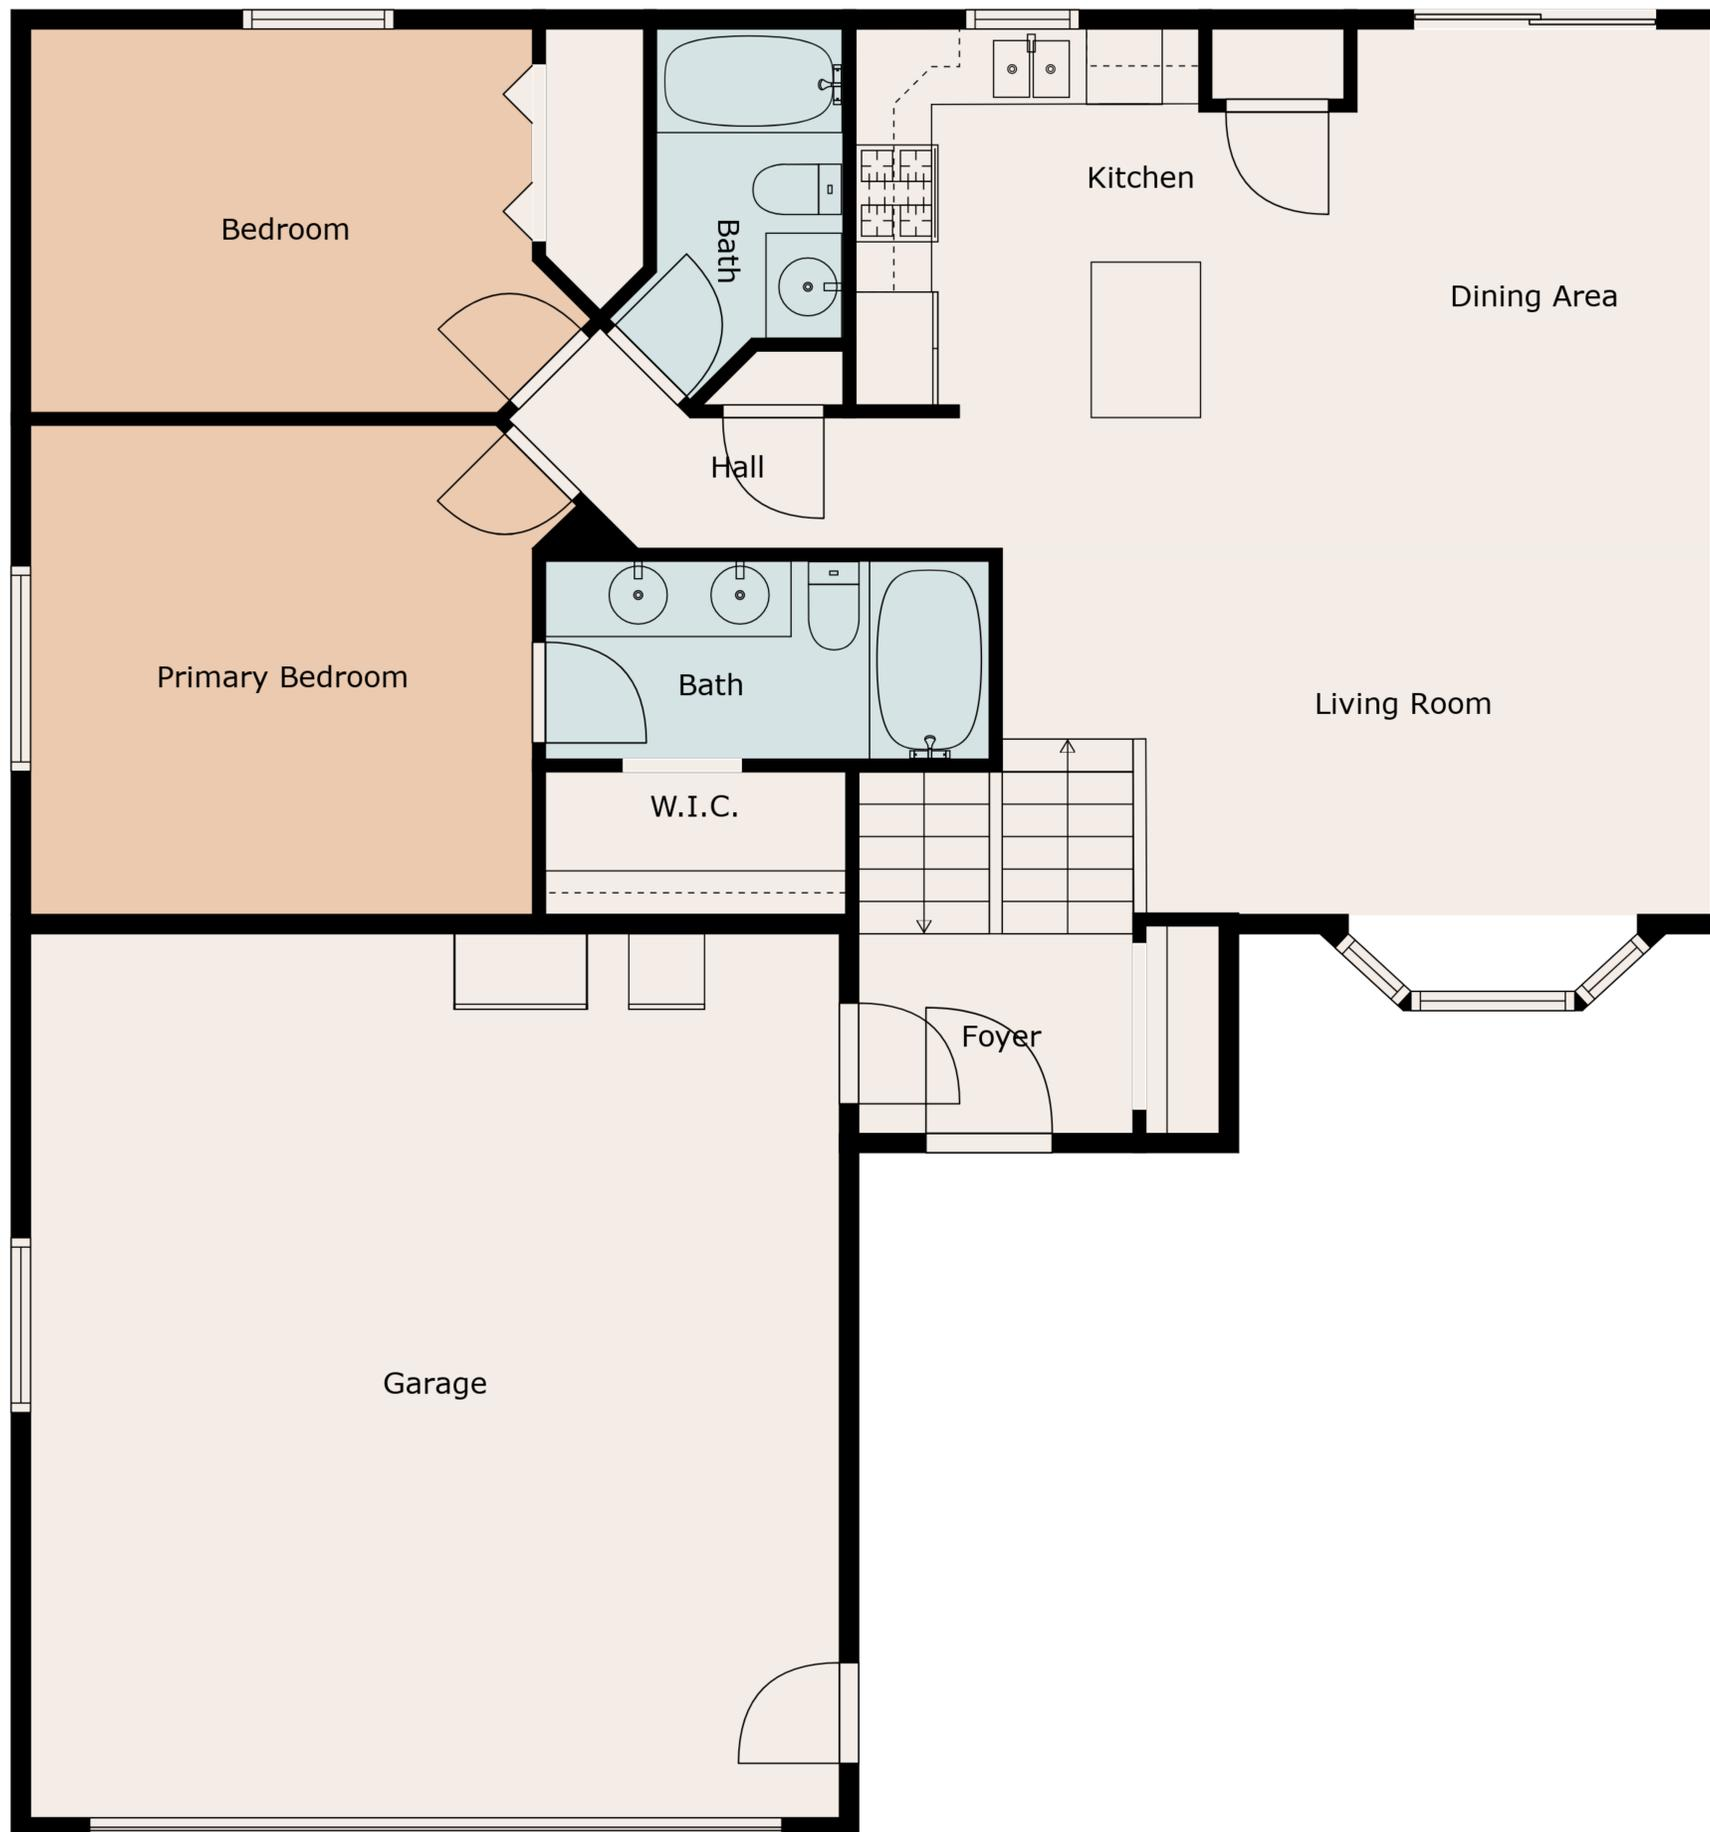 Kitchen
Bedroom
Bath
Dining Area
Hall
Primary Bedroom
Bath
Living Room
W.I.C.
Foyer
Garage